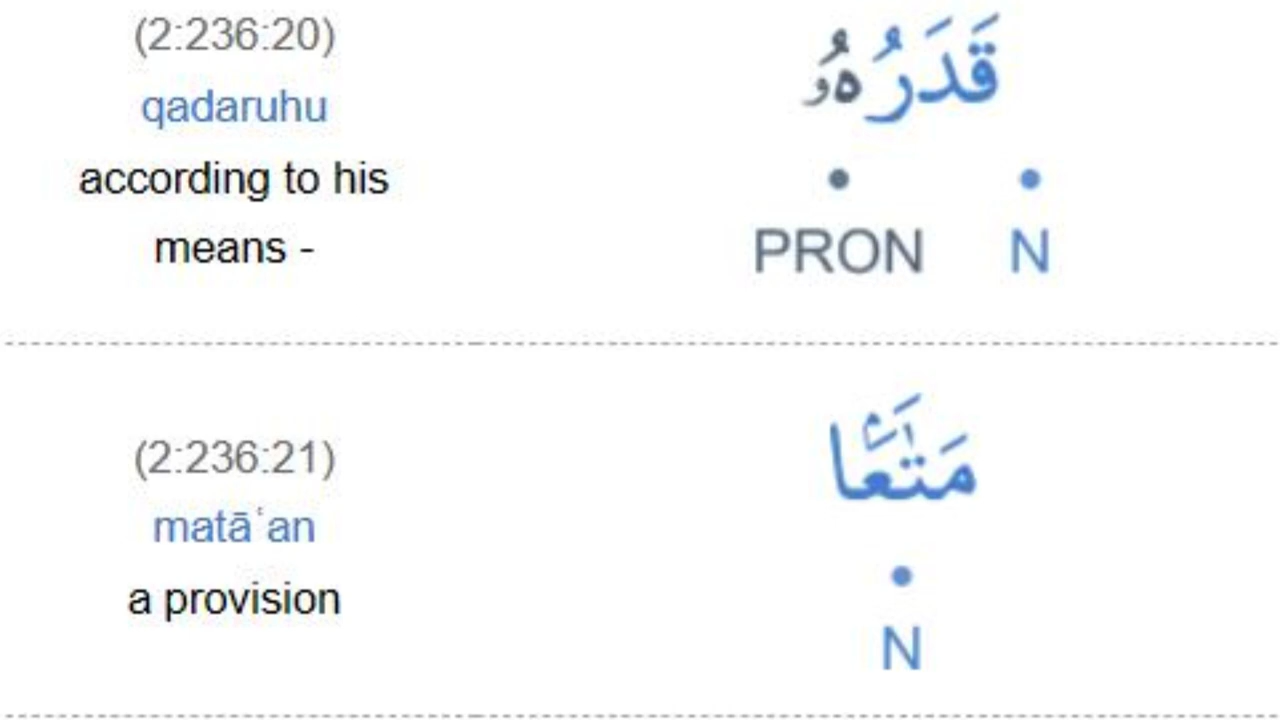 (2:236:20)
qadaruhu
according to his
means -
قَدَرُهُۥ
PRON N
(2:236:21)
matāʿan
a provision
مَتَـٰعًۢا
N